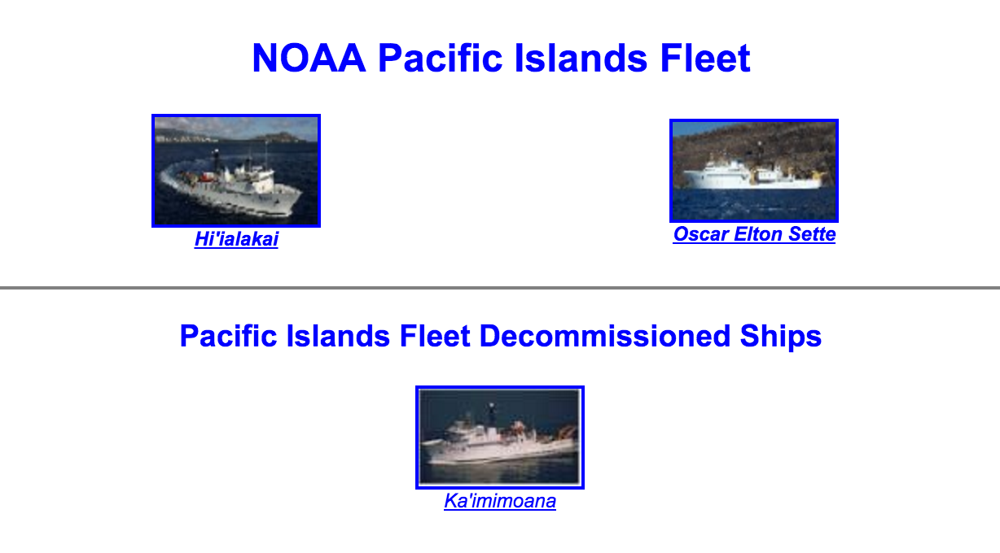 NOAA Pacific Islands Fleet
Hi'ialakai
Oscar Elton Sette
Pacific Islands Fleet Decommissioned Ships
Ka'imimoana